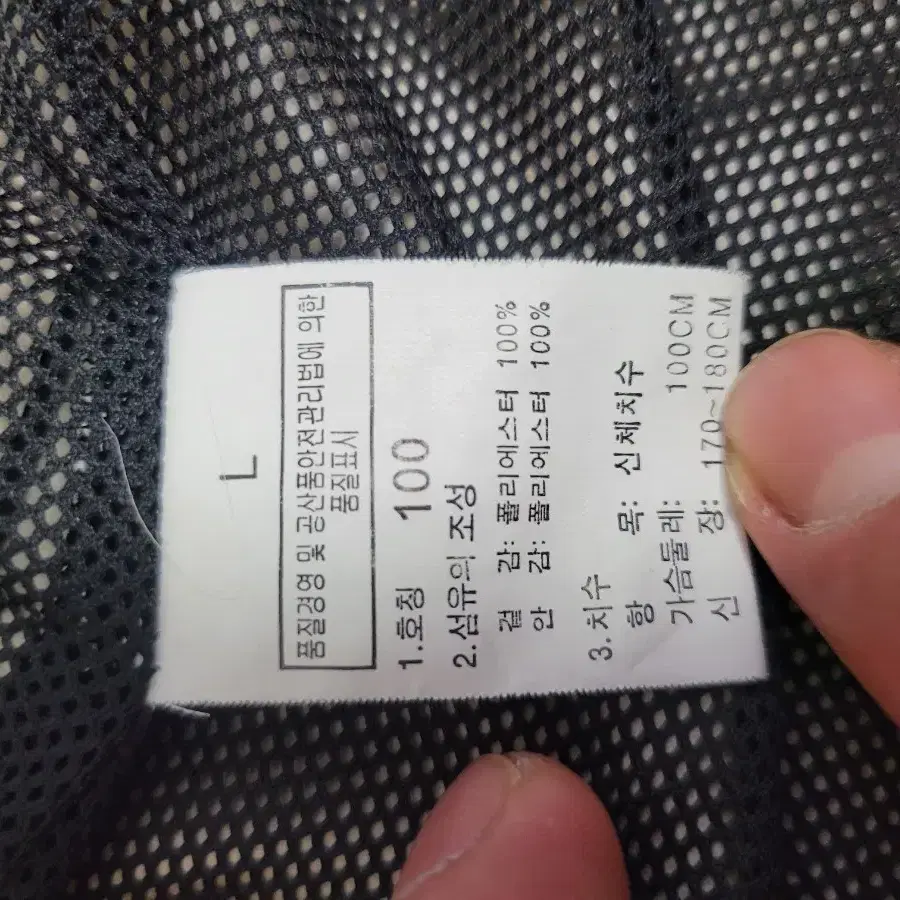 L
품질경영 및 공산품안전관리법에 의한
품질표시
1.호칭 100
2.섬유의 조성
겉 감: 폴리에스터 100%
안 감: 폴리에스터 100%
3.치수
항 목: 신체치수
가슴둘레: 100CM
신 장: 170~180CM